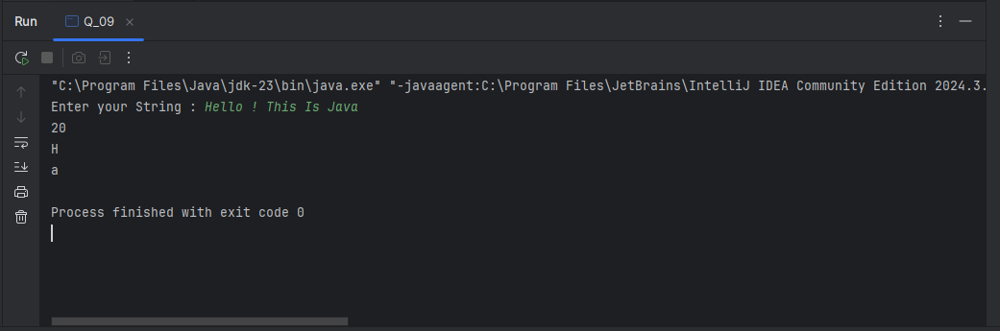 Run Q_09
"C:\Program Files\Java\jdk-23\bin\java.exe" "-javaagent:C:\Program Files\JetBrains\IntelliJ IDEA Community Edition 2024.3.
Enter your String : Hello ! This Is Java
20
H
a
Process finished with exit code 0